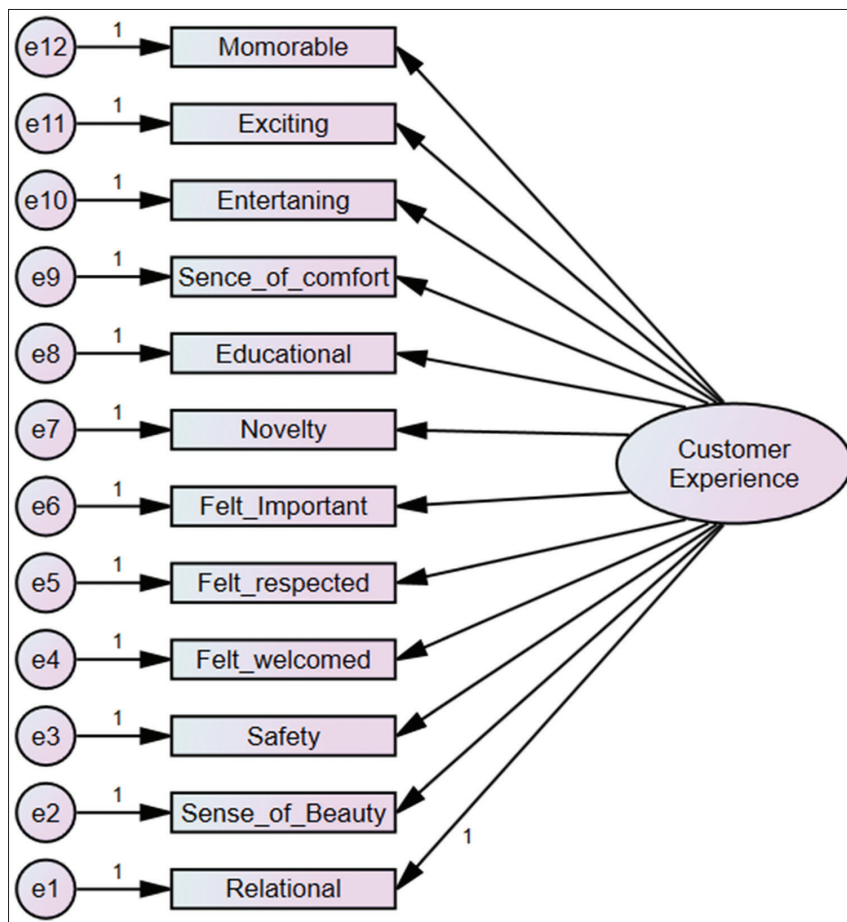 e12 1 Momorable
e11 1 Exciting
e10 1 Entertaning
e9 1 Sence_of_comfort
e8 1 Educational
e7 1 Novelty
Customer
Experience
e6 1 Felt_Important
e5 1 Felt_respected
e4 1 Felt_welcomed
e3 1 Safety
e2 1 Sense_of_Beauty
1
e1 1 Relational